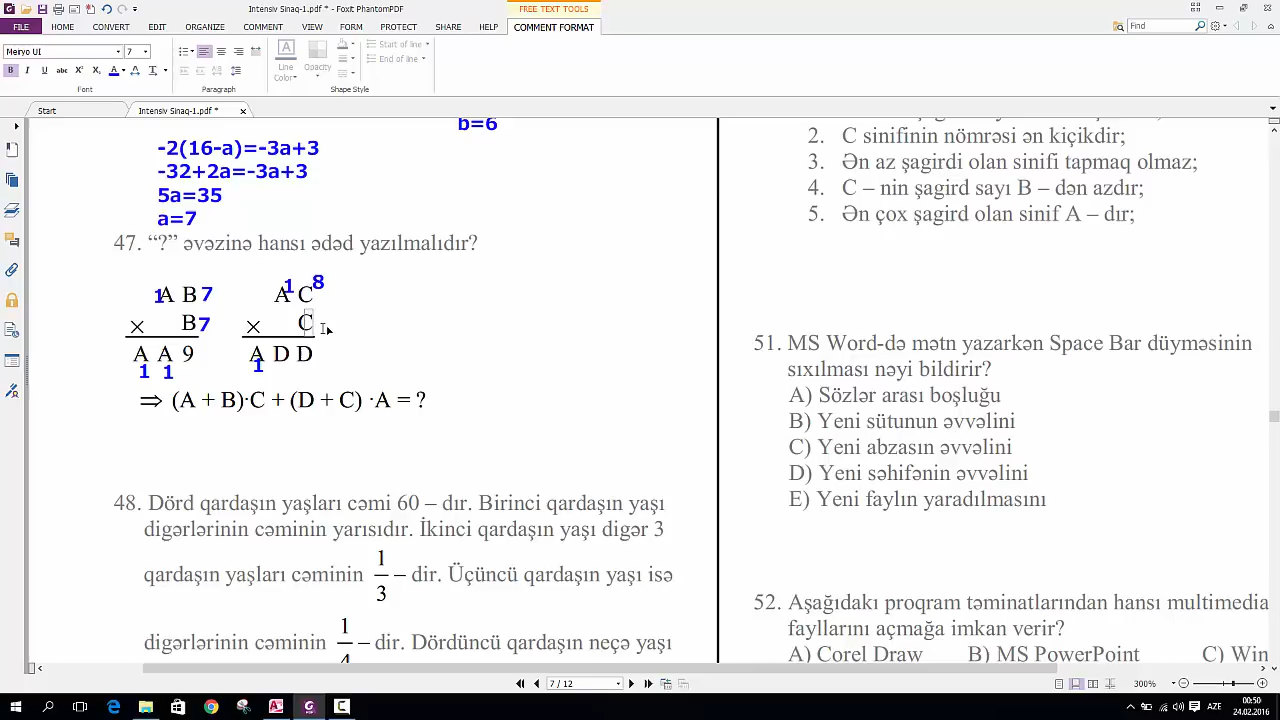 Intensiv Sinaq-1.pdf * - Foxit PhantomPDF
FREE TEXT TOOLS
FILE HOME CONVERT EDIT ORGANIZE COMMENT VIEW FORM PROTECT SHARE HELP COMMENT FORMAT
Find
Meiryo UI 7
Line Color
Opacity
Start of line
End of line
Font Paragraph Shape Style
Start Intensiv Sinaq-1.pdf *
b=6
-2(16-a)=-3a+3
-32+2a=-3a+3
5a=35
a=7
47. “?” əvəzinə hansı ədəd yazılmalıdır?
1 A B 7 A 1 C 8
× B 7 × C
A A 9 A D D
1 1 1
⇒ (A + B)·C + (D + C) ·A = ?
48. Dörd qardaşın yaşları cəmi 60 – dır. Birinci qardaşın yaşı
digərlərinin cəminin yarısıdır. İkinci qardaşın yaşı digər 3
qardaşın yaşları cəminin 1/3 – dir. Üçüncü qardaşın yaşı isə
digərlərinin cəminin 1/4 – dir. Dördüncü qardaşın neçə yaşı
2. C sinifinin nömrəsi ən kiçikdir;
3. Ən az şagirdi olan sinifi tapmaq olmaz;
4. C – nin şagird sayı B – dən azdır;
5. Ən çox şagird olan sinif A – dır;
51. MS Word-də mətn yazarkən Space Bar düyməsinin
sıxılması nəyi bildirir?
A) Sözlər arası boşluğu
B) Yeni sütunun əvvəlini
C) Yeni abzasın əvvəlini
D) Yeni səhifənin əvvəlini
E) Yeni faylın yaradılmasını
52. Aşağıdakı proqram təminatlarından hansı multimedia
fayllarını açmağa imkan verir?
A) Corel Draw B) MS PowerPoint C) Win
7 / 12
300%
AZE
00:50
24.02.2016